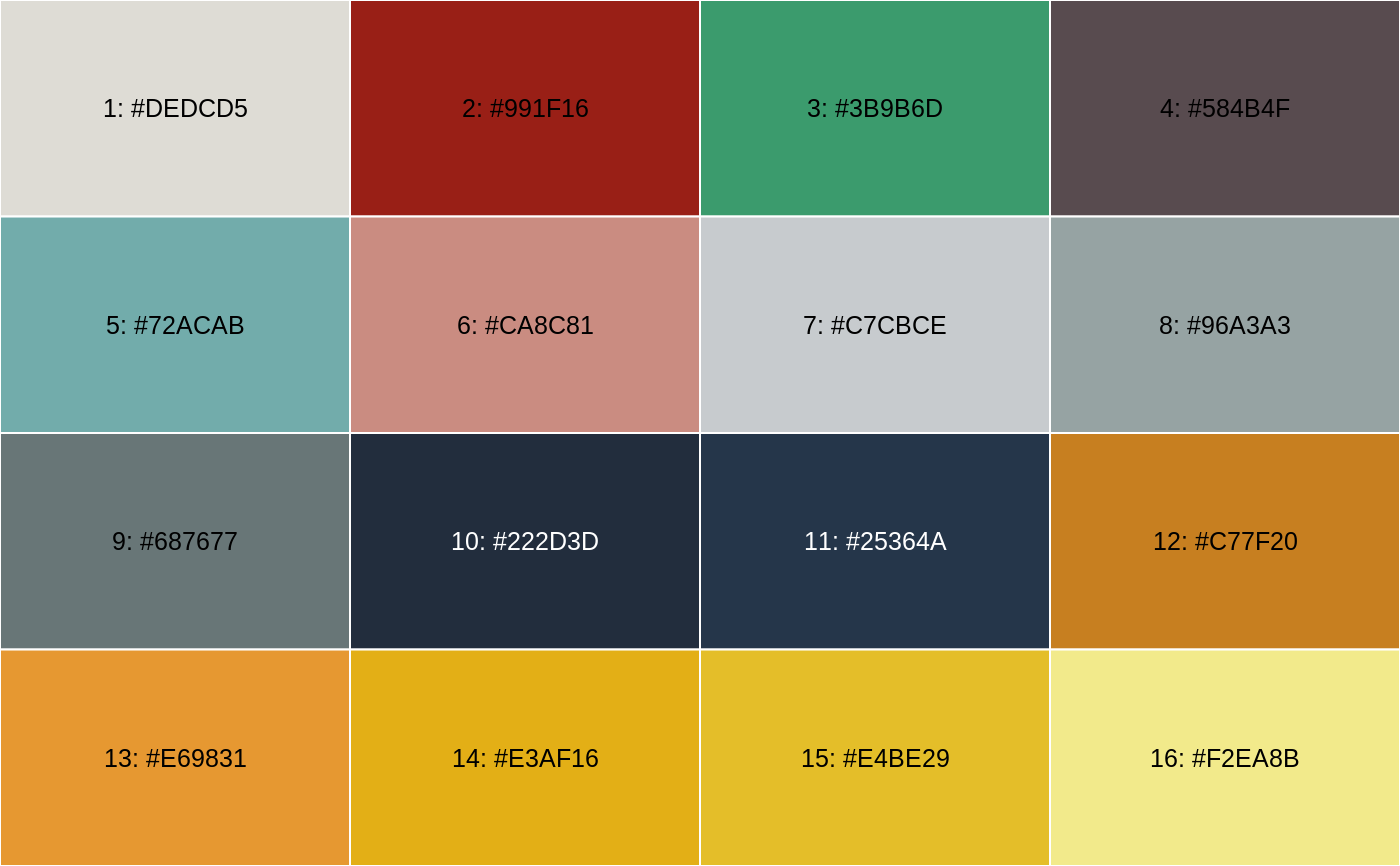 1: #DEDCD5
2: #991F16
3: #3B9B6D
4: #584B4F
5: #72ACAB
6: #CA8C81
7: #C7CBCE
8: #96A3A3
9: #687677
10: #222D3D
11: #25364A
12: #C77F20
13: #E69831
14: #E3AF16
15: #E4BE29
16: #F2EA8B